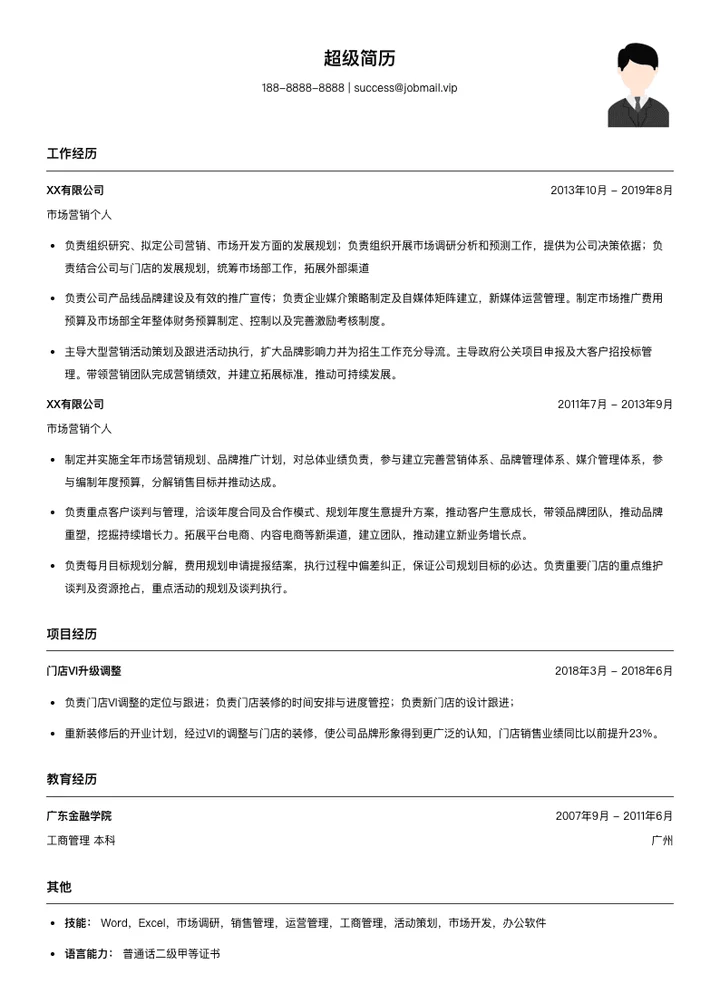 超级简历
188-8888-8888 | success@jobmail.vip
工作经历
XX有限公司 2013年10月 – 2019年8月
市场营销个人
• 负责组织研究、拟定公司营销、市场开发方面的发展规划；负责组织开展市场调研分析和预测工作，提供为公司决策依据；负
责结合公司与门店的发展规划，统筹市场部工作，拓展外部渠道
• 负责公司产品线品牌建设及有效的推广宣传；负责企业媒介策略制定及自媒体矩阵建立，新媒体运营管理。制定市场推广费用
预算及市场部全年整体财务预算制定、控制以及完善激励考核制度。
• 主导大型营销活动策划及跟进活动执行，扩大品牌影响力并为招生工作充分导流。主导政府公关项目申报及大客户招投标管
理。带领营销团队完成营销绩效，并建立拓展标准，推动可持续发展。
XX有限公司 2011年7月 – 2013年9月
市场营销个人
• 制定并实施全年市场营销规划、品牌推广计划，对总体业绩负责，参与建立完善营销体系、品牌管理体系、媒介管理体系，参
与编制年度预算，分解销售目标并推动达成。
• 负责重点客户谈判与管理，洽谈年度合同及合作模式、规划年度生意提升方案，推动客户生意成长，带领品牌团队，推动品牌
重塑，挖掘持续增长力。拓展平台电商、内容电商等新渠道，建立团队，推动建立新业务增长点。
• 负责每月目标规划分解，费用规划申请提报结案，执行过程中偏差纠正，保证公司规划目标的必达。负责重要门店的重点维护
谈判及资源抢占，重点活动的规划及谈判执行。
项目经历
门店VI升级调整 2018年3月 – 2018年6月
• 负责门店VI调整的定位与跟进；负责门店装修的时间安排与进度管控；负责新门店的设计跟进；
• 重新装修后的开业计划，经过VI的调整与门店的装修，使公司品牌形象得到更广泛的认知，门店销售业绩同比以前提升23%。
教育经历
广东金融学院 2007年9月 – 2011年6月
工商管理 本科 广州
其他
• 技能： Word，Excel，市场调研，销售管理，运营管理，工商管理，活动策划，市场开发，办公软件
• 语言能力： 普通话二级甲等证书